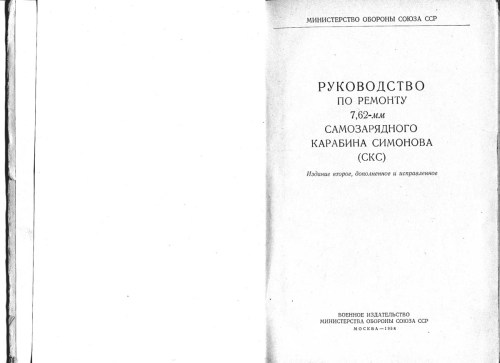 МИНИСТЕРСТВО ОБОРОНЫ СОЮЗА ССР
РУКОВОДСТВО
ПО РЕМОНТУ
7,62-мм
САМОЗАРЯДНОГО
КАРАБИНА СИМОНОВА
(СКС)
Издание второе, дополненное и исправленное
ВОЕННОЕ ИЗДАТЕЛЬСТВО
МИНИСТЕРСТВА ОБОРОНЫ СОЮЗА ССР
МОСКВА—